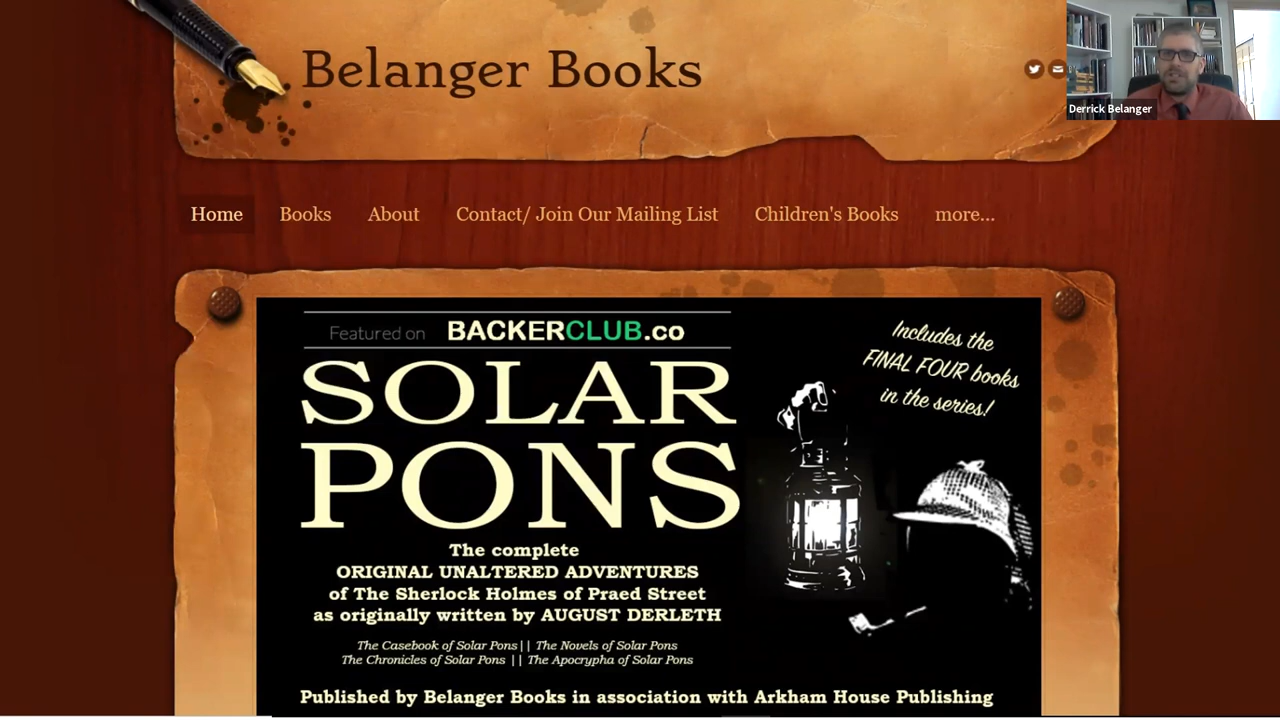 Belanger Books
Derrick Belanger
Home Books About Contact/ Join Our Mailing List Children's Books more...
Featured on BACKERCLUB.co
Includes the
FINAL FOUR books
in the series!
SOLAR
PONS
The complete
ORIGINAL UNALTERED ADVENTURES
of The Sherlock Holmes of Praed Street
as originally written by AUGUST DERLETH
The Casebook of Solar Pons|| The Novels of Solar Pons
The Chronicles of Solar Pons || The Apocrypha of Solar Pons
Published by Belanger Books in association with Arkham House Publishing